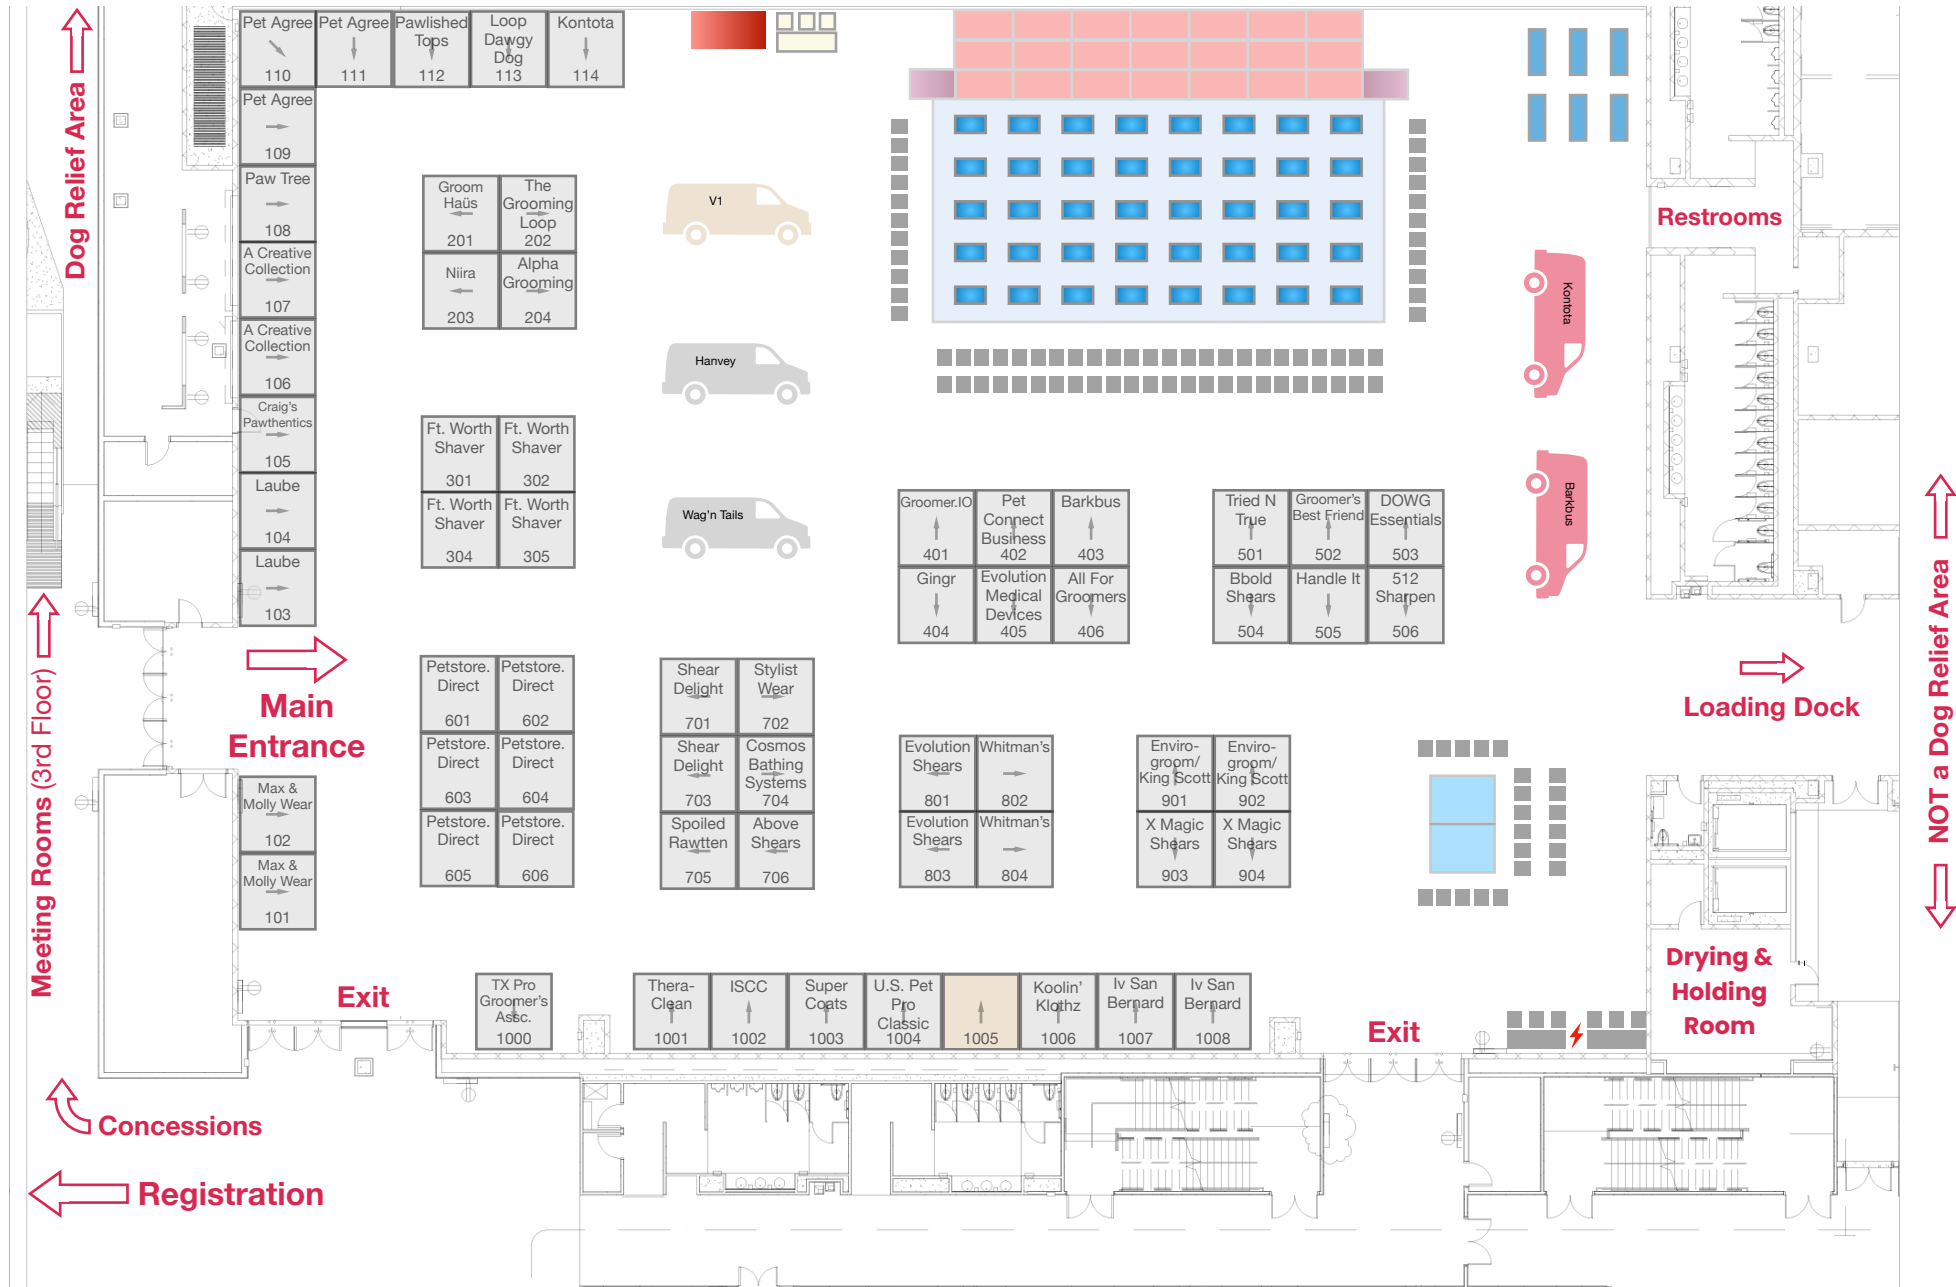 Dog Relief Area
Pet Agree
110
Pet Agree
111
Pawlished
Tops
112
Loop
Dawgy
Dog
113
Kontota
114
Pet Agree
109
Paw Tree
108
A Creative
Collection
107
A Creative
Collection
106
Craig's
Pawthentics
105
Laube
104
Laube
103
Groom
Haüs
201
The
Grooming
Loop
202
Niira
203
Alpha
Grooming
204
V1
Hanvey
Wag'n Tails
Ft. Worth
Shaver
301
Ft. Worth
Shaver
302
Ft. Worth
Shaver
304
Ft. Worth
Shaver
305
Restrooms
Kontota
Barkbus
Groomer.IO
401
Pet
Connect
Business
402
Barkbus
403
Gingr
404
Evolution
Medical
Devices
405
All For
Groomers
406
Tried N
True
501
Groomer's
Best Friend
502
DOWG
Essentials
503
Bbold
Shears
504
Handle It
505
512
Sharpen
506
NOT a Dog Relief Area
Meeting Rooms (3rd Floor)
Main
Entrance
Loading Dock
Petstore.
Direct
601
Petstore.
Direct
602
Petstore.
Direct
603
Petstore.
Direct
604
Petstore.
Direct
605
Petstore.
Direct
606
Shear
Delight
701
Stylist
Wear
702
Shear
Delight
703
Cosmos
Bathing
Systems
704
Spoiled
Rawtten
705
Above
Shears
706
Evolution
Shears
801
Whitman's
802
Evolution
Shears
803
Whitman's
804
Enviro-
groom/
King Scott
901
Enviro-
groom/
King Scott
902
X Magic
Shears
903
X Magic
Shears
904
Max &
Molly Wear
102
Max &
Molly Wear
101
Exit
TX Pro
Groomer's
Assc.
1000
Thera-
Clean
1001
ISCC
1002
Super
Coats
1003
U.S. Pet
Pro
Classic
1004
1005
Koolin'
Klothz
1006
Iv San
Bernard
1007
Iv San
Bernard
1008
Exit
Drying &
Holding
Room
Concessions
Registration